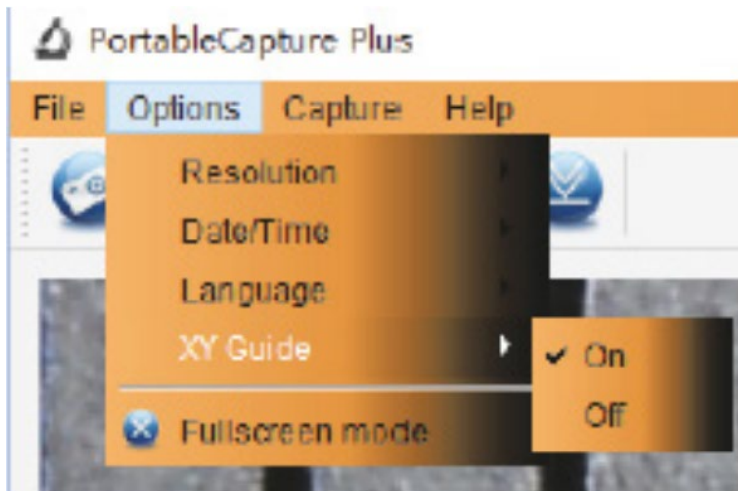 PortableCapture Plus
File Options Capture Help
Resolution
Date/Time
Language
XY Guide
On
Off
Fullscreen mode